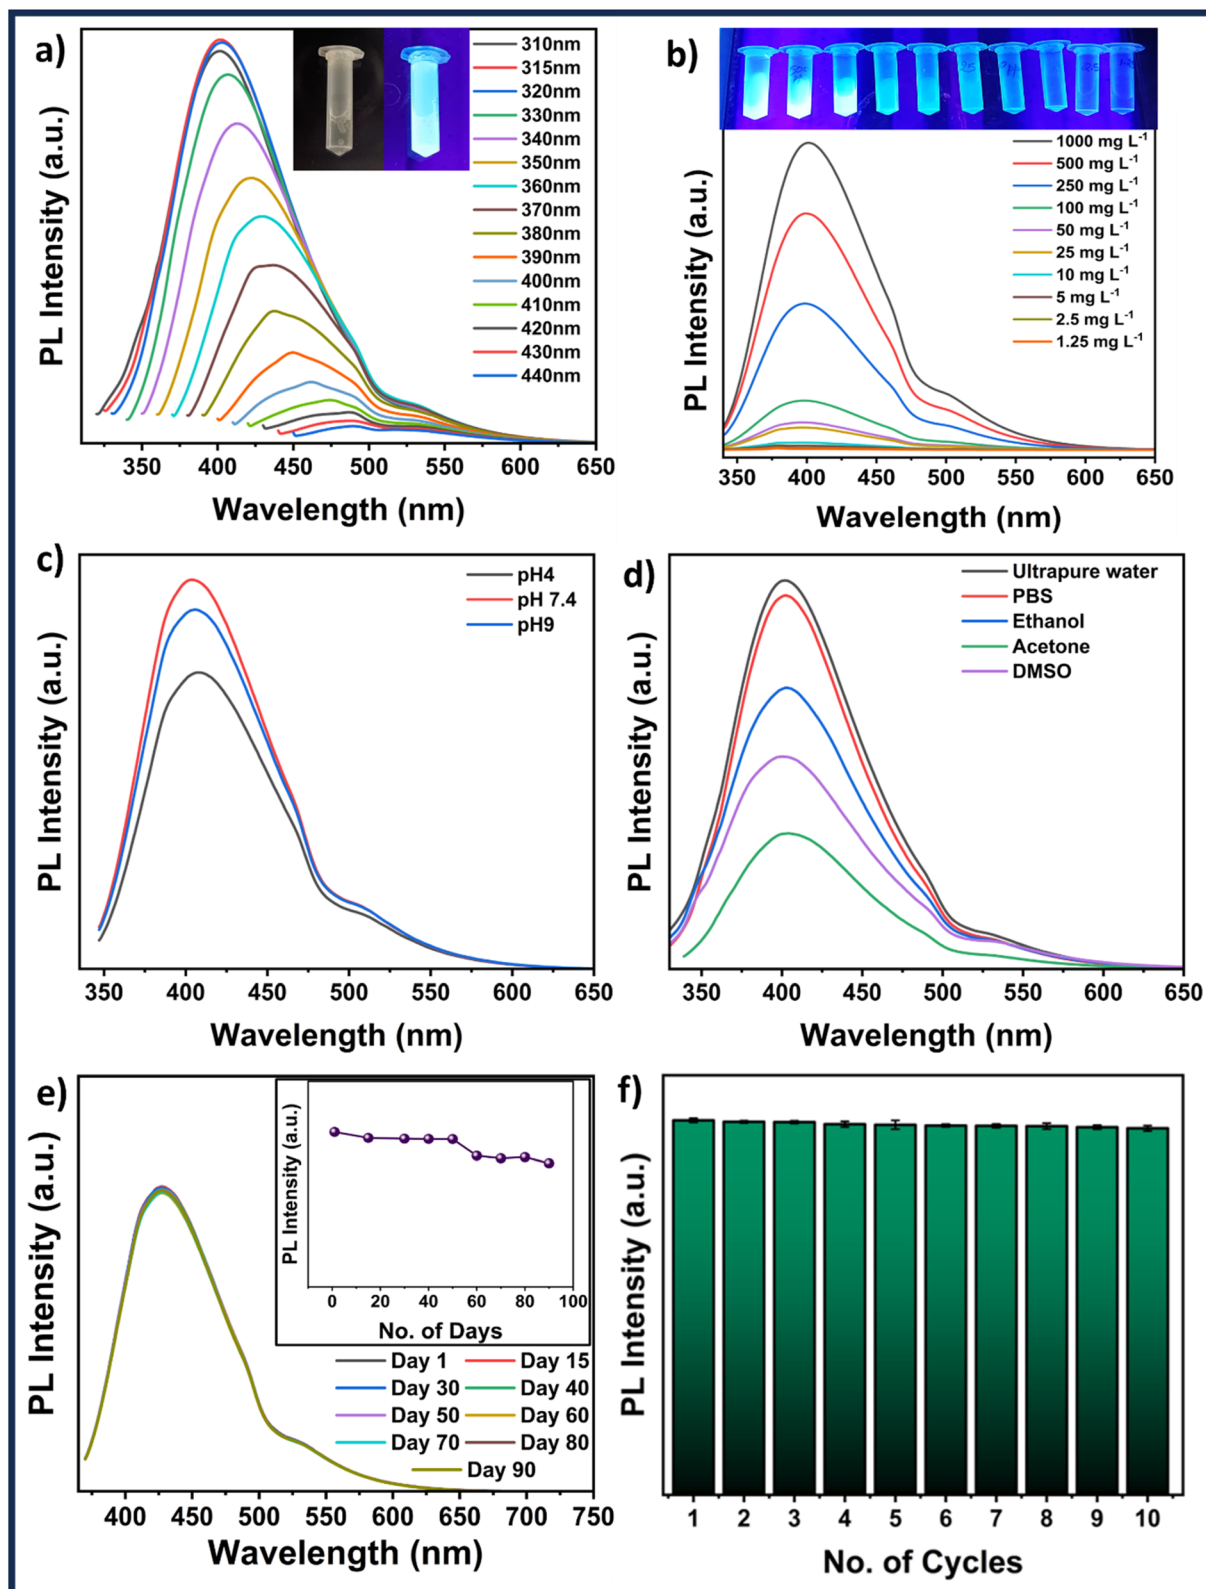 a)
310nm
315nm
320nm
330nm
340nm
350nm
360nm
370nm
380nm
390nm
400nm
410nm
420nm
430nm
440nm
PL Intensity (a.u.)
350 400 450 500 550 600 650
Wavelength (nm)
b)
1000 mg L⁻¹
500 mg L⁻¹
250 mg L⁻¹
100 mg L⁻¹
50 mg L⁻¹
25 mg L⁻¹
10 mg L⁻¹
5 mg L⁻¹
2.5 mg L⁻¹
1.25 mg L⁻¹
PL Intensity (a.u.)
350 400 450 500 550 600 650
Wavelength (nm)
c)
pH4
pH 7.4
pH9
PL Intensity (a.u.)
350 400 450 500 550 600 650
Wavelength (nm)
d)
Ultrapure water
PBS
Ethanol
Acetone
DMSO
PL Intensity (a.u.)
350 400 450 500 550 600 650
Wavelength (nm)
e)
PL Intensity (a.u.)
0 20 40 60 80 100
No. of Days
Day 1 Day 15
Day 30 Day 40
Day 50 Day 60
Day 70 Day 80
Day 90
PL Intensity (a.u.)
400 450 500 550 600 650 700 750
Wavelength (nm)
f)
PL Intensity (a.u.)
1 2 3 4 5 6 7 8 9 10
No. of Cycles